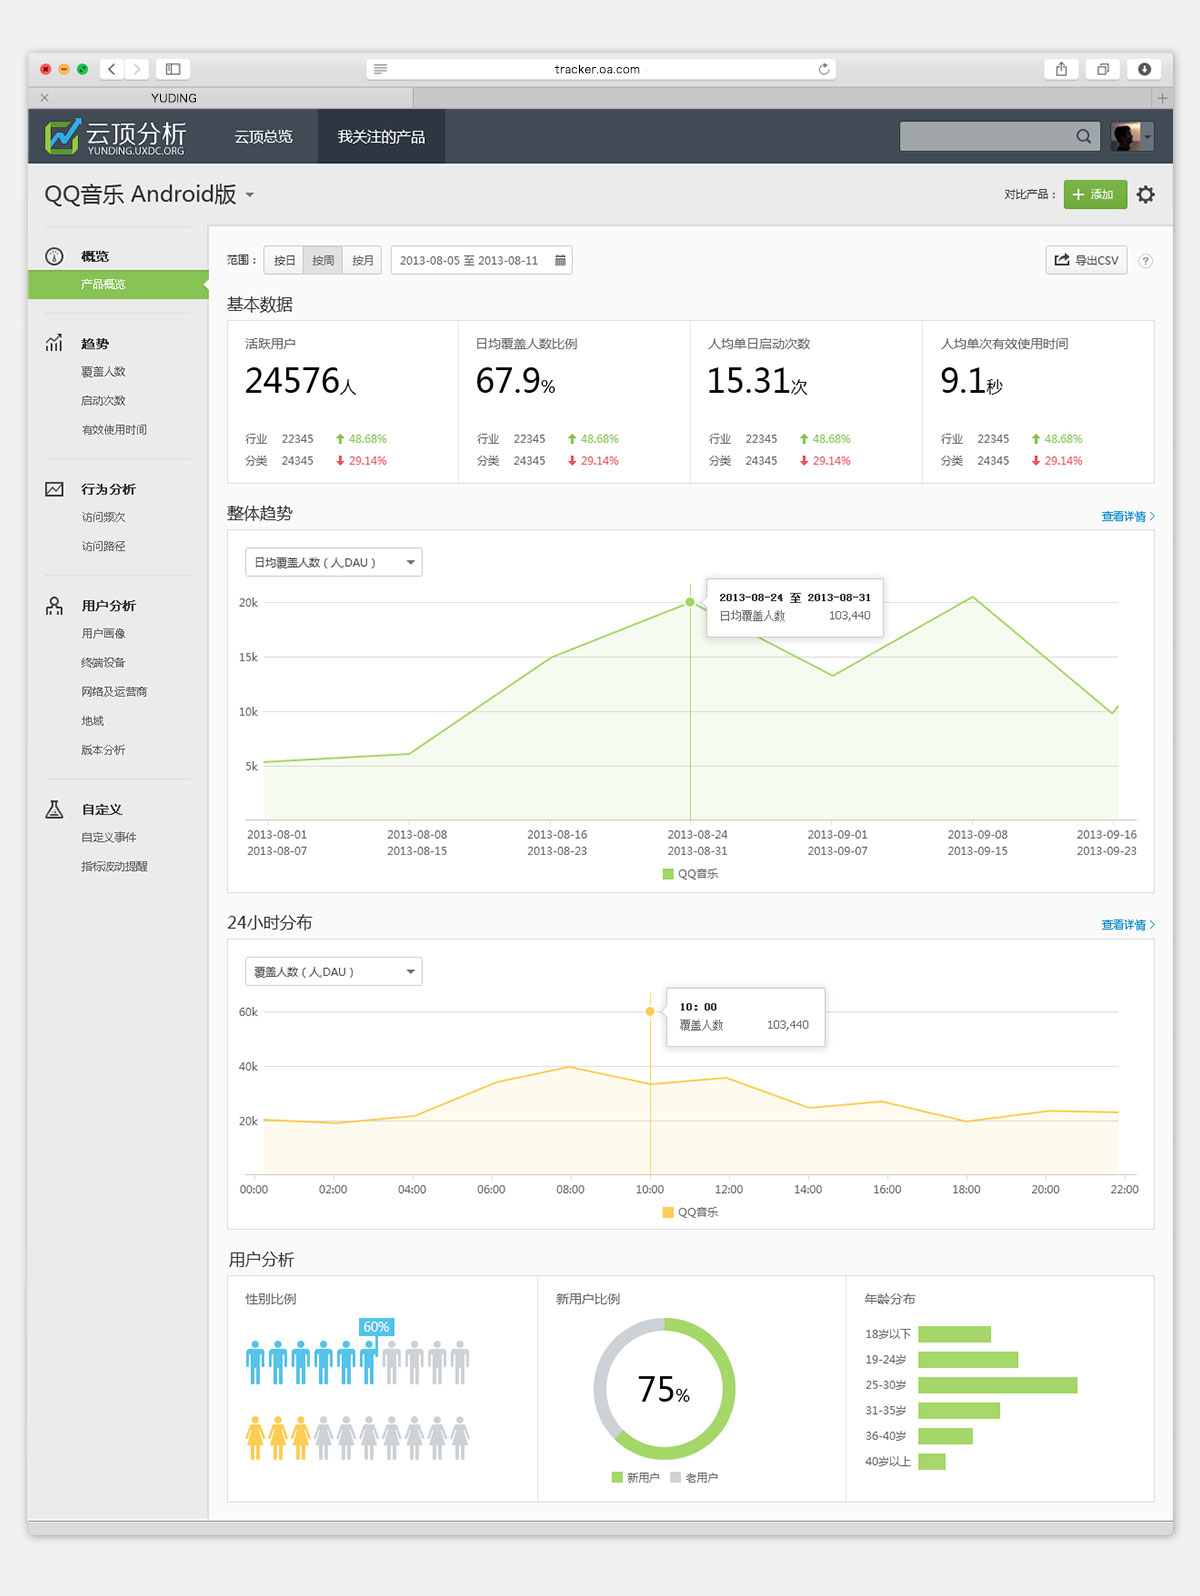 tracker.oa.com
YUDING
云顶分析
YUNDING.UXDC.ORG
云顶总览
我关注的产品
QQ音乐 Android版
对比产品：
添加
概览
产品概览
趋势
覆盖人数
启动次数
有效使用时间
行为分析
访问频次
访问路径
用户分析
用户画像
终端设备
网络及运营商
地域
版本分析
自定义
自定义事件
指标波动提醒
范围： 按日 按周 按月 2013-08-05 至 2013-08-11
导出CSV ?
基本数据
活跃用户
24576人
行业 22345 48.68%
分类 24345 29.14%
日均覆盖人数比例
67.9%
行业 22345 48.68%
分类 24345 29.14%
人均单日启动次数
15.31次
行业 22345 48.68%
分类 24345 29.14%
人均单次有效使用时间
9.1秒
行业 22345 48.68%
分类 24345 29.14%
整体趋势
查看详情
日均覆盖人数（人,DAU）
2013-08-24 至 2013-08-31
日均覆盖人数 103,440
20k
15k
10k
5k
2013-08-01 2013-08-08 2013-08-16 2013-08-24 2013-09-01 2013-09-08 2013-09-16
2013-08-07 2013-08-15 2013-08-23 2013-08-31 2013-09-07 2013-09-15 2013-09-23
QQ音乐
24小时分布
查看详情
覆盖人数（人,DAU）
10: 00
覆盖人数 103,440
60k
40k
20k
00:00 02:00 04:00 06:00 08:00 10:00 12:00 14:00 16:00 18:00 20:00 22:00
QQ音乐
用户分析
性别比例
60%
新用户比例
75%
新用户 老用户
年龄分布
18岁以下
19-24岁
25-30岁
31-35岁
36-40岁
40岁以上